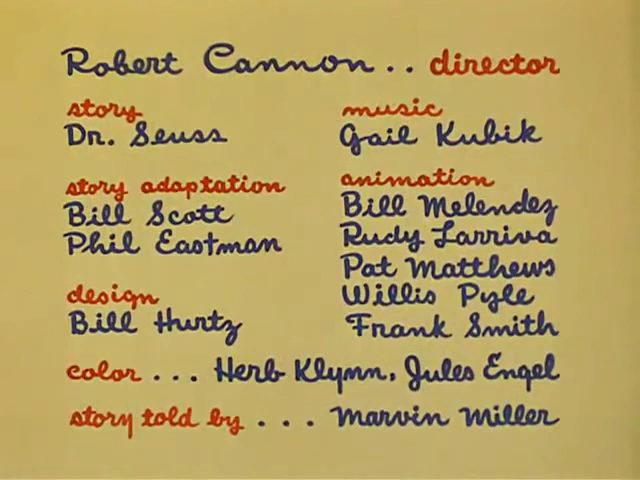 Robert Cannon . . director
story
Dr. Seuss
story adaptation
Bill Scott
Phil Eastman
design
Bill Hurtz
music
Gail Kubik
animation
Bill Melendez
Rudy Larriva
Pat Matthews
Willis Pyle
Frank Smith
color . . . Herb Klynn, Jules Engel
story told by . . . Marvin Miller